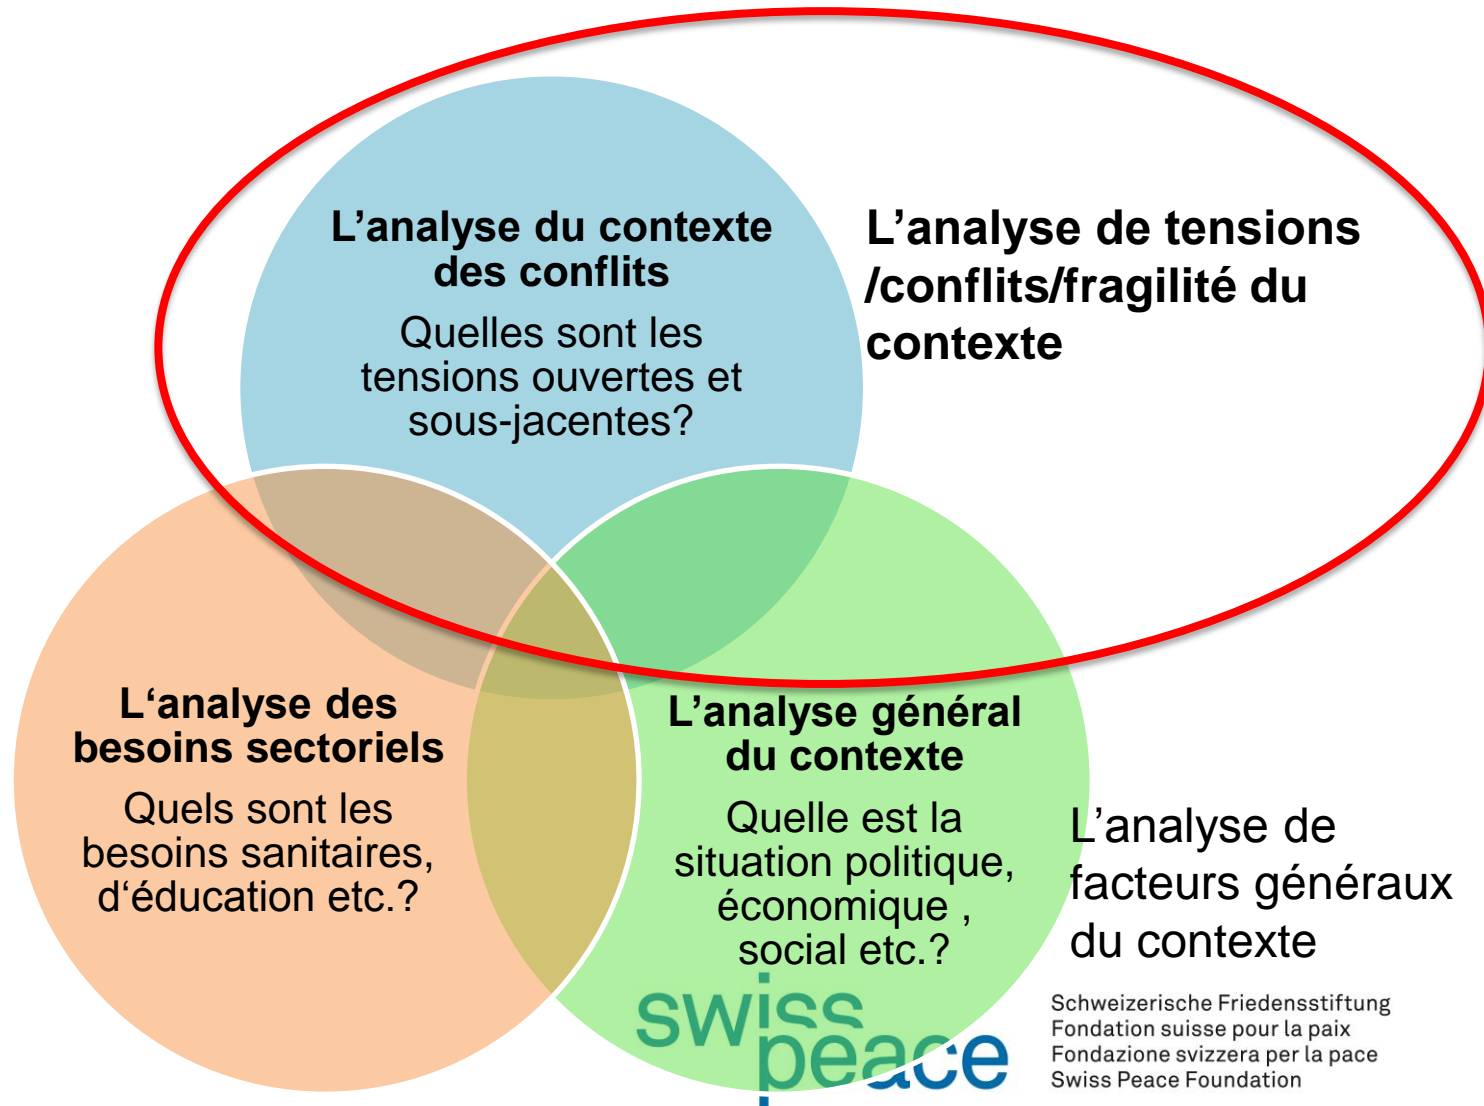 L’analyse du contexte
des conflits
Quelles sont les
tensions ouvertes et
sous-jacentes?
L’analyse de tensions
/conflits/fragilité du
contexte
L‘analyse des
besoins sectoriels
Quels sont les
besoins sanitaires,
d‘éducation etc.?
L’analyse général
du contexte
Quelle est la
situation politique,
économique ,
social etc.?
L’analyse de
facteurs généraux
du contexte
swiss
peace
Schweizerische Friedensstiftung
Fondation suisse pour la paix
Fondazione svizzera per la pace
Swiss Peace Foundation